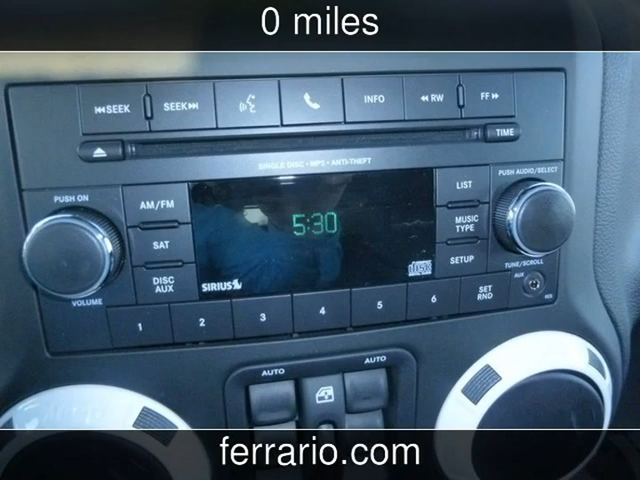 0 miles
⏮SEEK SEEK⏭ INFO ◀◀ RW FF ▶▶
TIME
SINGLE DISC • MP3 • ANTI-THEFT
PUSH ON
PUSH AUDIO/SELECT
AM/FM
LIST
5:30
SAT
MUSIC
TYPE
DISC
AUX
SETUP
SIRIUS
disc
TUNE/SCROLL
VOLUME
1 2 3 4 5 6
SET
RND
AUX
AUTO AUTO
ferrario.com